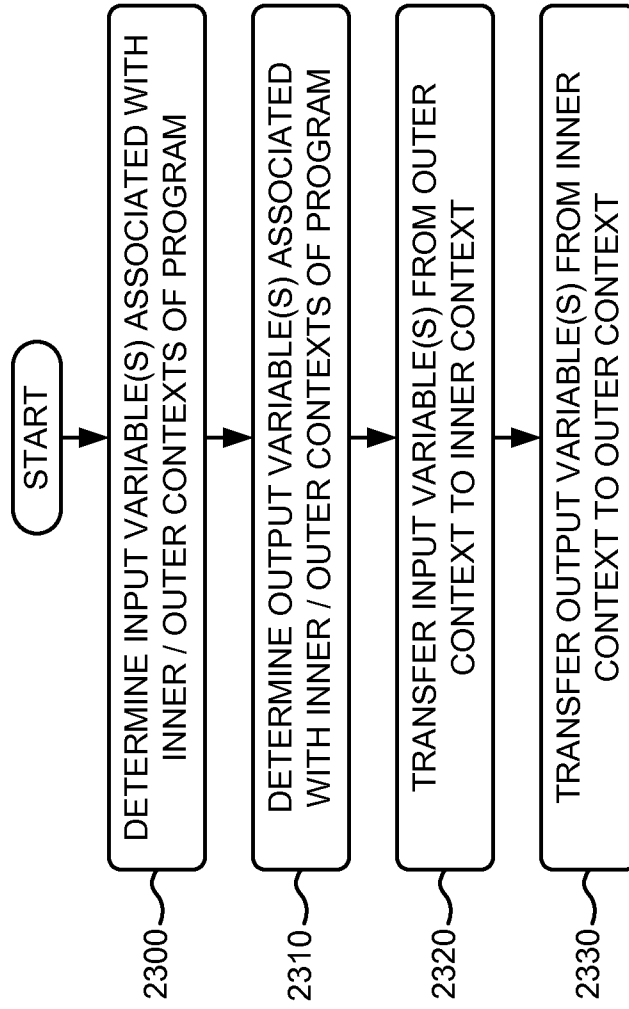 START
2300
DETERMINE INPUT VARIABLE(S) ASSOCIATED WITH
INNER / OUTER CONTEXTS OF PROGRAM
2310
DETERMINE OUTPUT VARIABLE(S) ASSOCIATED
WITH INNER / OUTER CONTEXTS OF PROGRAM
2320
TRANSFER INPUT VARIABLE(S) FROM OUTER
CONTEXT TO INNER CONTEXT
2330
TRANSFER OUTPUT VARIABLE(S) FROM INNER
CONTEXT TO OUTER CONTEXT